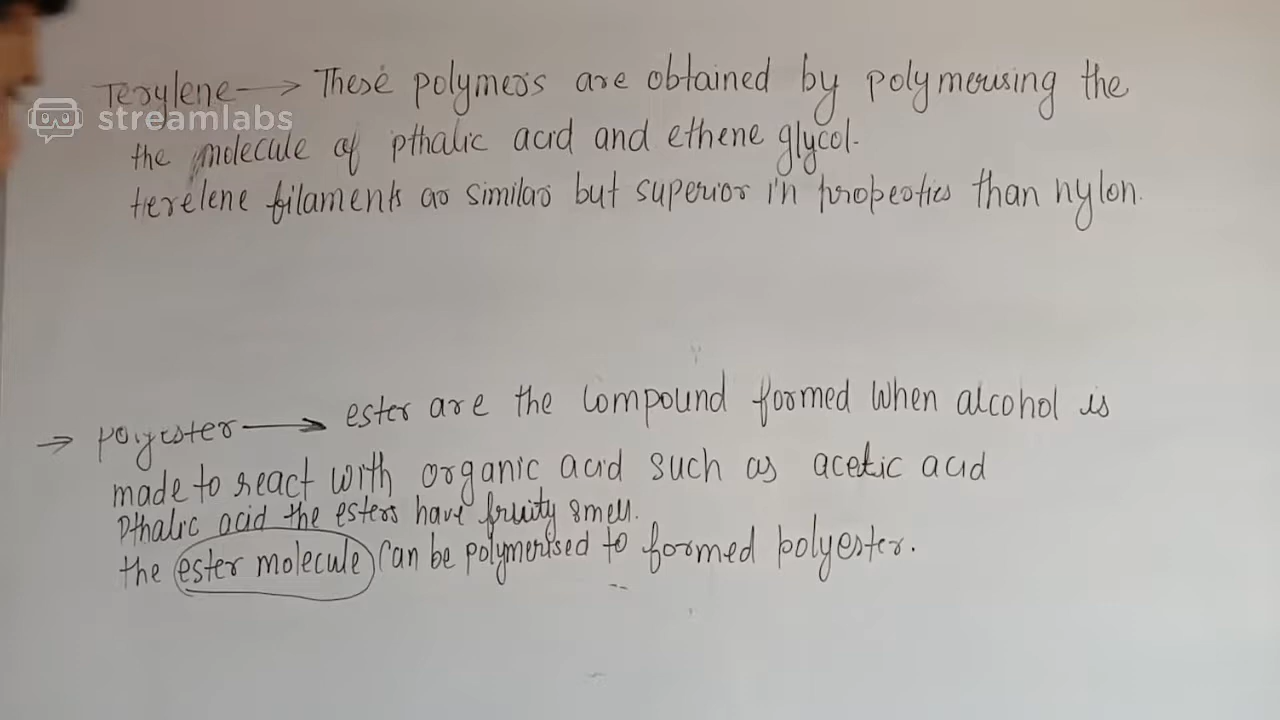 Terylene → These polymers are obtained by polymerising the
streamlabs
the molecule of pthalic acid and ethene glycol.
terelene filaments ar similar but superior in properties than nylon.
→ polyester → ester are the compound formed when alcohol is
made to react with organic acid such as acetic acid
pthalic acid the esters have fruity smell.
the ester molecule can be polymerised to formed polyester.